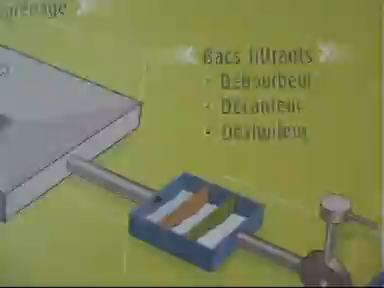 Bacs filtrants
• Débourbeur
• Décanteur
• Déshuileur